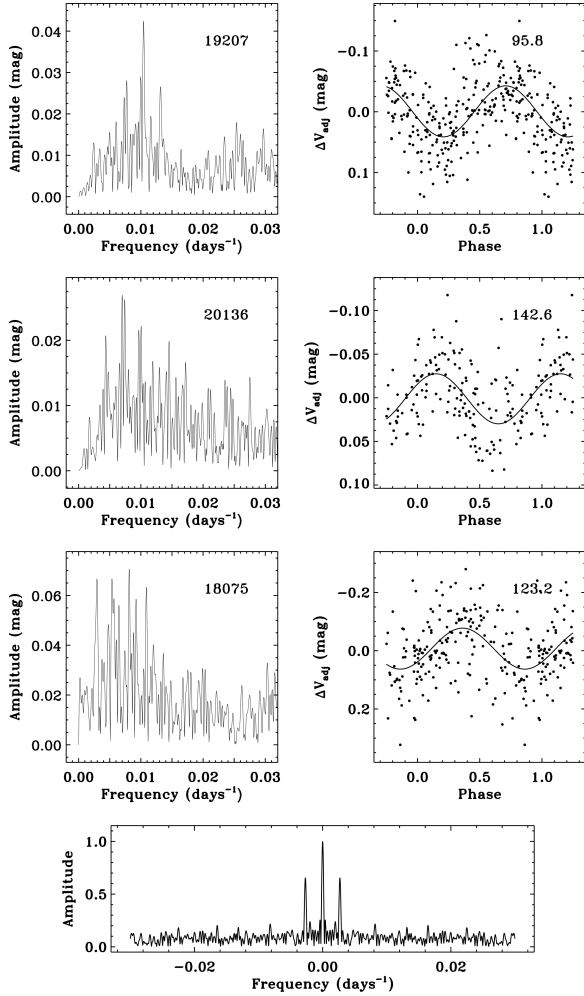 19207
Amplitude (mag)
0.04
0.03
0.02
0.01
0.00
0.00 0.01 0.02 0.03
Frequency (days⁻¹)
95.8
ΔV_adj (mag)
−0.1
0.0
0.1
0.0 0.5 1.0
Phase
20136
Amplitude (mag)
0.02
0.01
0.00
0.00 0.01 0.02 0.03
Frequency (days⁻¹)
142.6
ΔV_adj (mag)
−0.10
−0.05
0.00
0.05
0.10
0.0 0.5 1.0
Phase
18075
Amplitude (mag)
0.06
0.04
0.02
0.00
0.00 0.01 0.02 0.03
Frequency (days⁻¹)
123.2
ΔV_adj (mag)
−0.2
0.0
0.2
0.0 0.5 1.0
Phase
Amplitude
1.0
0.5
0.0
−0.02 0.00 0.02
Frequency (days⁻¹)